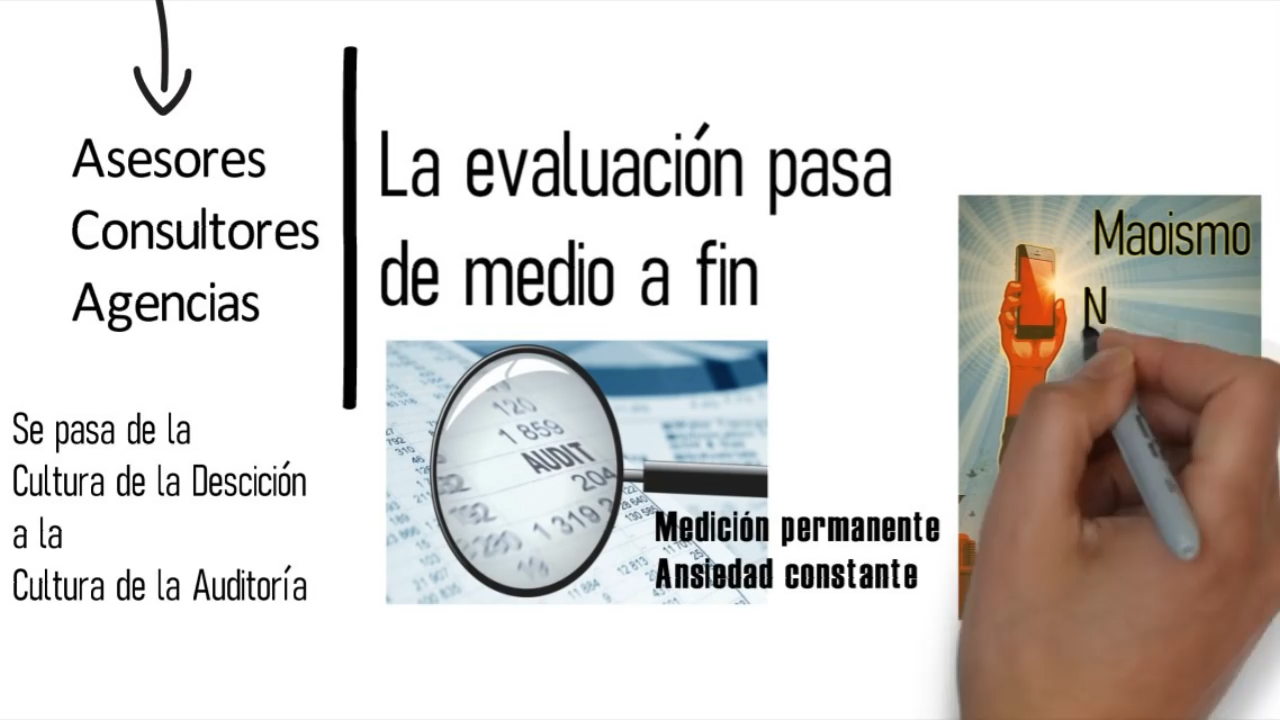 Asesores
Consultores
Agencias
La evaluación pasa
de medio a fin
Se pasa de la
Cultura de la Descición
a la
Cultura de la Auditoría
120
1 859
AUDIT
204
1 319
Medición permanente
Ansiedad constante
Maoismo
N